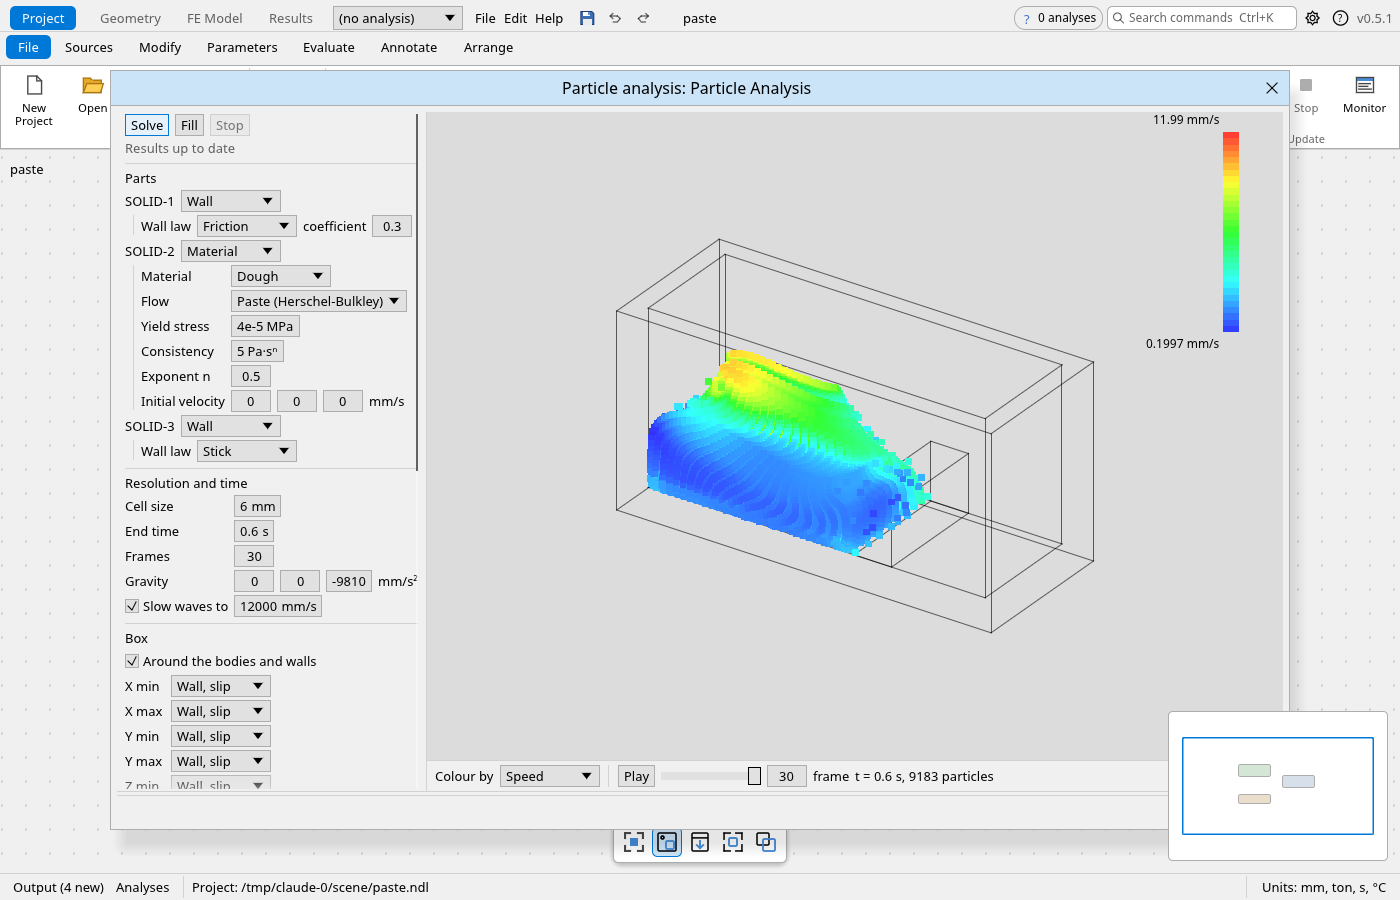 Project Geometry FE Model Results (no analysis) File Edit Help paste ? 0 analyses Search commands Ctrl+K ? v0.5.1
File Sources Modify Parameters Evaluate Annotate Arrange
New Project
Open
Stop
Monitor
Update
Particle analysis: Particle Analysis
paste
Solve Fill Stop
Results up to date
Parts
SOLID-1 Wall
Wall law Friction coefficient 0.3
SOLID-2 Material
Material Dough
Flow Paste (Herschel-Bulkley)
Yield stress 4e-5 MPa
Consistency 5 Pa·sⁿ
Exponent n 0.5
Initial velocity 0 0 0 mm/s
SOLID-3 Wall
Wall law Stick
Resolution and time
Cell size 6 mm
End time 0.6 s
Frames 30
Gravity 0 0 -9810 mm/s²
Slow waves to 12000 mm/s
Box
Around the bodies and walls
X min Wall, slip
X max Wall, slip
Y min Wall, slip
Y max Wall, slip
Z min Wall, slip
11.99 mm/s
0.1997 mm/s
Colour by Speed Play 30 frame t = 0.6 s, 9183 particles
Output (4 new) Analyses Project: /tmp/claude-0/scene/paste.ndl Units: mm, ton, s, °C